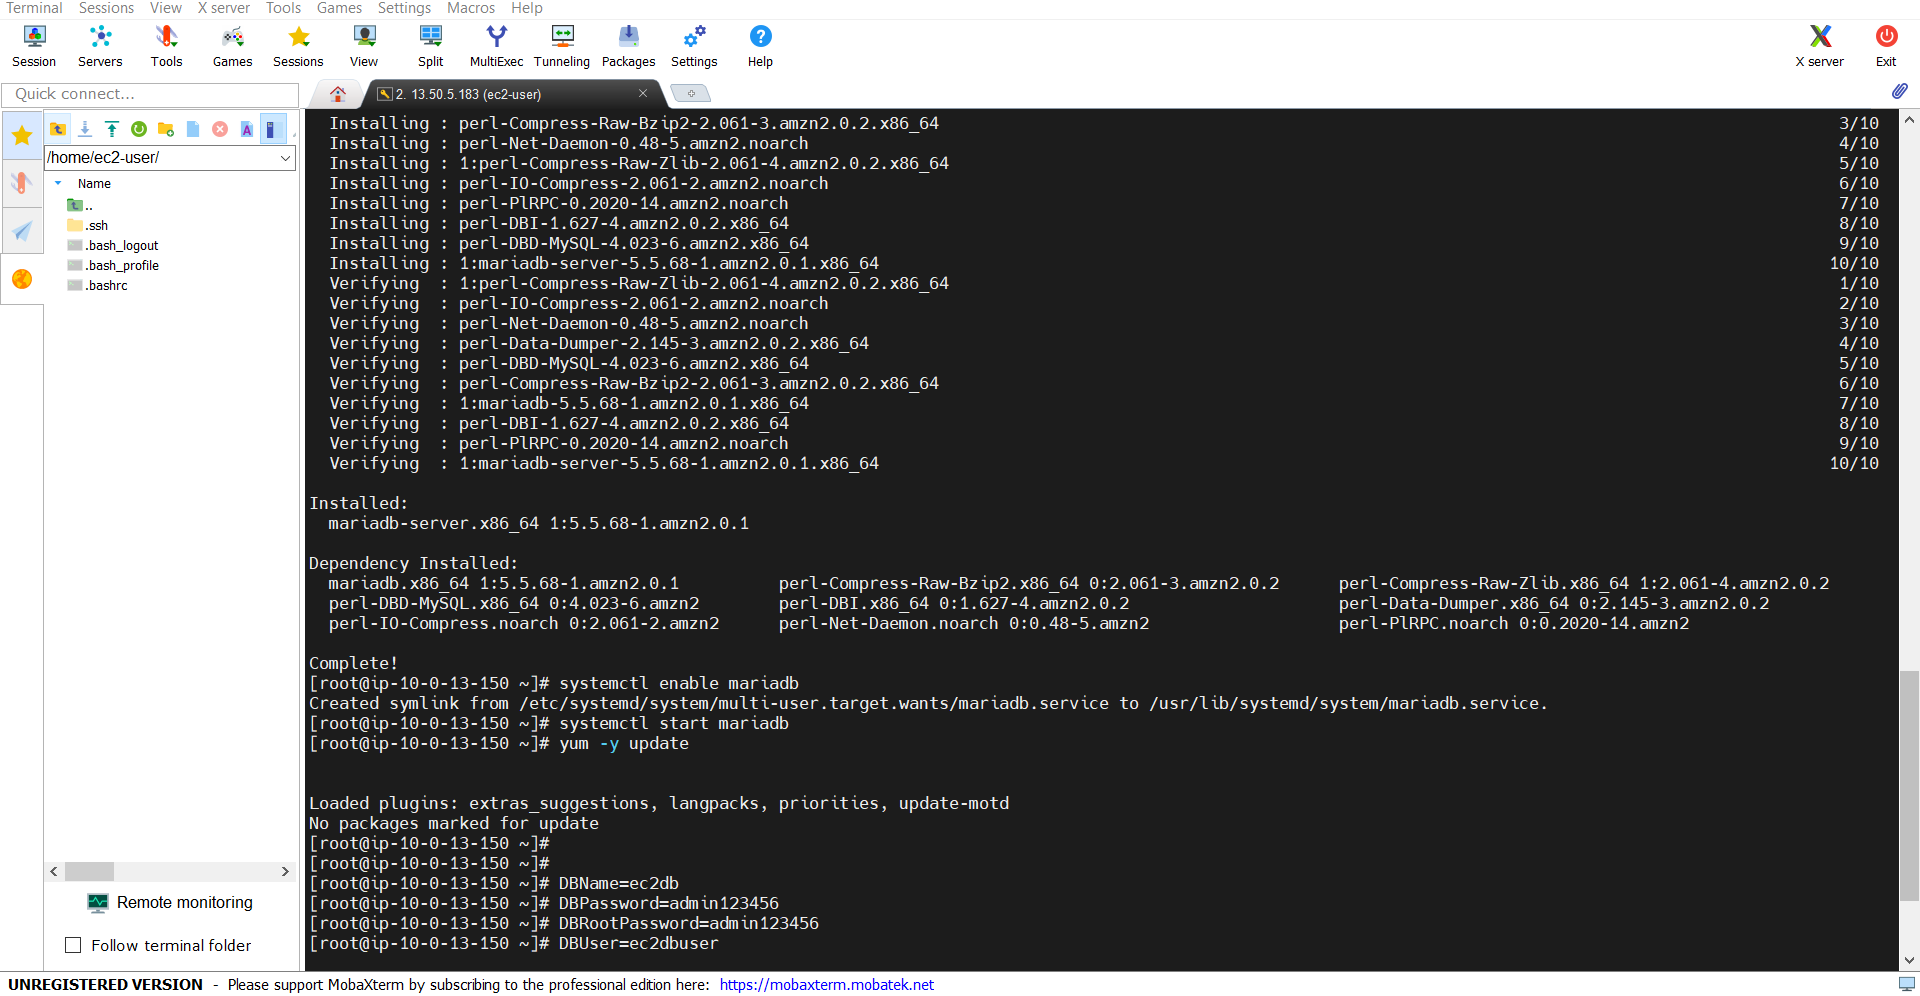 Terminal Sessions View X server Tools Games Settings Macros Help
Session Servers Tools Games Sessions View Split MultiExec Tunneling Packages Settings Help X server Exit
Quick connect...
2. 13.50.5.183 (ec2-user)
/home/ec2-user/
Name
..
.ssh
.bash_logout
.bash_profile
.bashrc
Remote monitoring
Follow terminal folder
Installing : perl-Compress-Raw-Bzip2-2.061-3.amzn2.0.2.x86_64 3/10
Installing : perl-Net-Daemon-0.48-5.amzn2.noarch 4/10
Installing : 1:perl-Compress-Raw-Zlib-2.061-4.amzn2.0.2.x86_64 5/10
Installing : perl-IO-Compress-2.061-2.amzn2.noarch 6/10
Installing : perl-PlRPC-0.2020-14.amzn2.noarch 7/10
Installing : perl-DBI-1.627-4.amzn2.0.2.x86_64 8/10
Installing : perl-DBD-MySQL-4.023-6.amzn2.x86_64 9/10
Installing : 1:mariadb-server-5.5.68-1.amzn2.0.1.x86_64 10/10
Verifying : 1:perl-Compress-Raw-Zlib-2.061-4.amzn2.0.2.x86_64 1/10
Verifying : perl-IO-Compress-2.061-2.amzn2.noarch 2/10
Verifying : perl-Net-Daemon-0.48-5.amzn2.noarch 3/10
Verifying : perl-Data-Dumper-2.145-3.amzn2.0.2.x86_64 4/10
Verifying : perl-DBD-MySQL-4.023-6.amzn2.x86_64 5/10
Verifying : perl-Compress-Raw-Bzip2-2.061-3.amzn2.0.2.x86_64 6/10
Verifying : 1:mariadb-5.5.68-1.amzn2.0.1.x86_64 7/10
Verifying : perl-DBI-1.627-4.amzn2.0.2.x86_64 8/10
Verifying : perl-PlRPC-0.2020-14.amzn2.noarch 9/10
Verifying : 1:mariadb-server-5.5.68-1.amzn2.0.1.x86_64 10/10
Installed:
mariadb-server.x86_64 1:5.5.68-1.amzn2.0.1
Dependency Installed:
mariadb.x86_64 1:5.5.68-1.amzn2.0.1 perl-Compress-Raw-Bzip2.x86_64 0:2.061-3.amzn2.0.2 perl-Compress-Raw-Zlib.x86_64 1:2.061-4.amzn2.0.2
perl-DBD-MySQL.x86_64 0:4.023-6.amzn2 perl-DBI.x86_64 0:1.627-4.amzn2.0.2 perl-Data-Dumper.x86_64 0:2.145-3.amzn2.0.2
perl-IO-Compress.noarch 0:2.061-2.amzn2 perl-Net-Daemon.noarch 0:0.48-5.amzn2 perl-PlRPC.noarch 0:0.2020-14.amzn2
Complete!
[root@ip-10-0-13-150 ~]# systemctl enable mariadb
Created symlink from /etc/systemd/system/multi-user.target.wants/mariadb.service to /usr/lib/systemd/system/mariadb.service.
[root@ip-10-0-13-150 ~]# systemctl start mariadb
[root@ip-10-0-13-150 ~]# yum -y update
Loaded plugins: extras_suggestions, langpacks, priorities, update-motd
No packages marked for update
[root@ip-10-0-13-150 ~]#
[root@ip-10-0-13-150 ~]#
[root@ip-10-0-13-150 ~]# DBName=ec2db
[root@ip-10-0-13-150 ~]# DBPassword=admin123456
[root@ip-10-0-13-150 ~]# DBRootPassword=admin123456
[root@ip-10-0-13-150 ~]# DBUser=ec2dbuser
UNREGISTERED VERSION - Please support MobaXterm by subscribing to the professional edition here: https://mobaxterm.mobatek.net